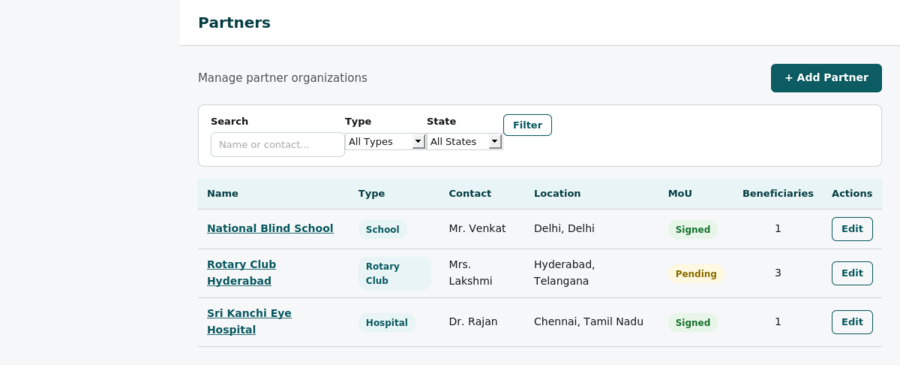 Partners
Manage partner organizations
+ Add Partner
Search
Type
State
Name or contact...
All Types
All States
Filter
Name Type Contact Location MoU Beneficiaries Actions
National Blind School School Mr. Venkat Delhi, Delhi Signed 1 Edit
Rotary Club
Hyderabad
Rotary
Club
Mrs.
Lakshmi
Hyderabad,
Telangana
Pending
3
Edit
Sri Kanchi Eye
Hospital
Hospital
Dr. Rajan
Chennai, Tamil Nadu
Signed
1
Edit